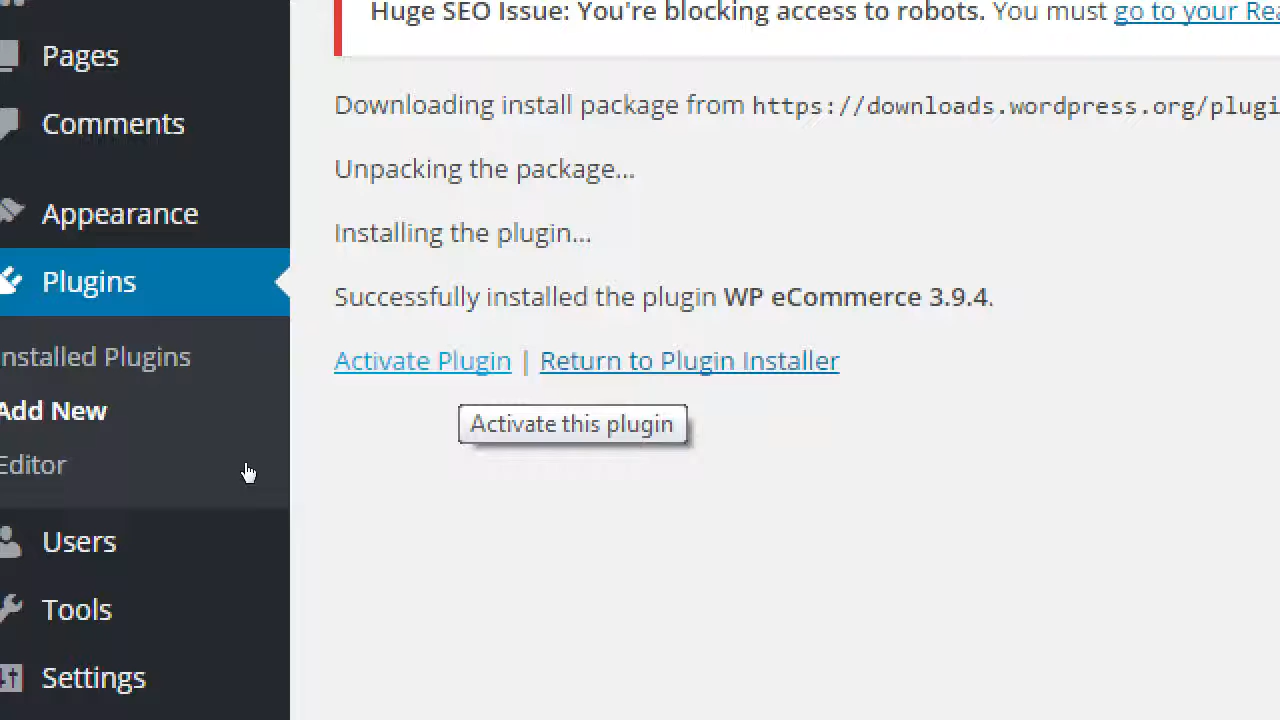 Huge SEO Issue: You're blocking access to robots. You must go to your Rea
Pages
Comments
Appearance
Plugins
nstalled Plugins
Add New
Editor
Users
Tools
Settings
Downloading install package from https://downloads.wordpress.org/plugi
Unpacking the package...
Installing the plugin...
Successfully installed the plugin WP eCommerce 3.9.4.
Activate Plugin | Return to Plugin Installer
Activate this plugin